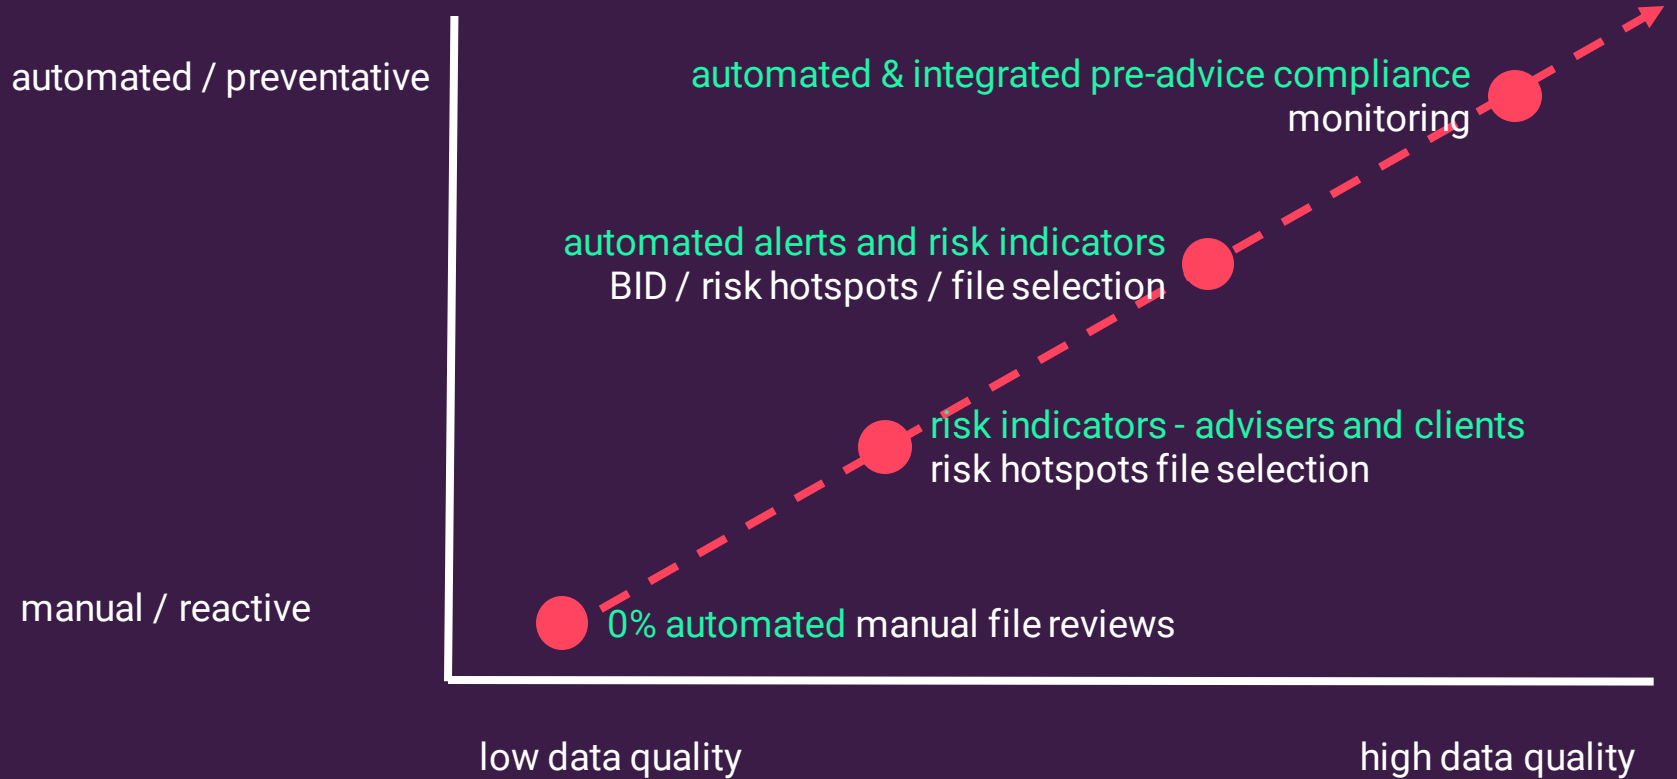 automated / preventative
automated & integrated pre-advice compliance
monitoring
automated alerts and risk indicators
BID / risk hotspots / file selection
risk indicators - advisers and clients
risk hotspots file selection
manual / reactive
0% automated manual file reviews
low data quality
high data quality